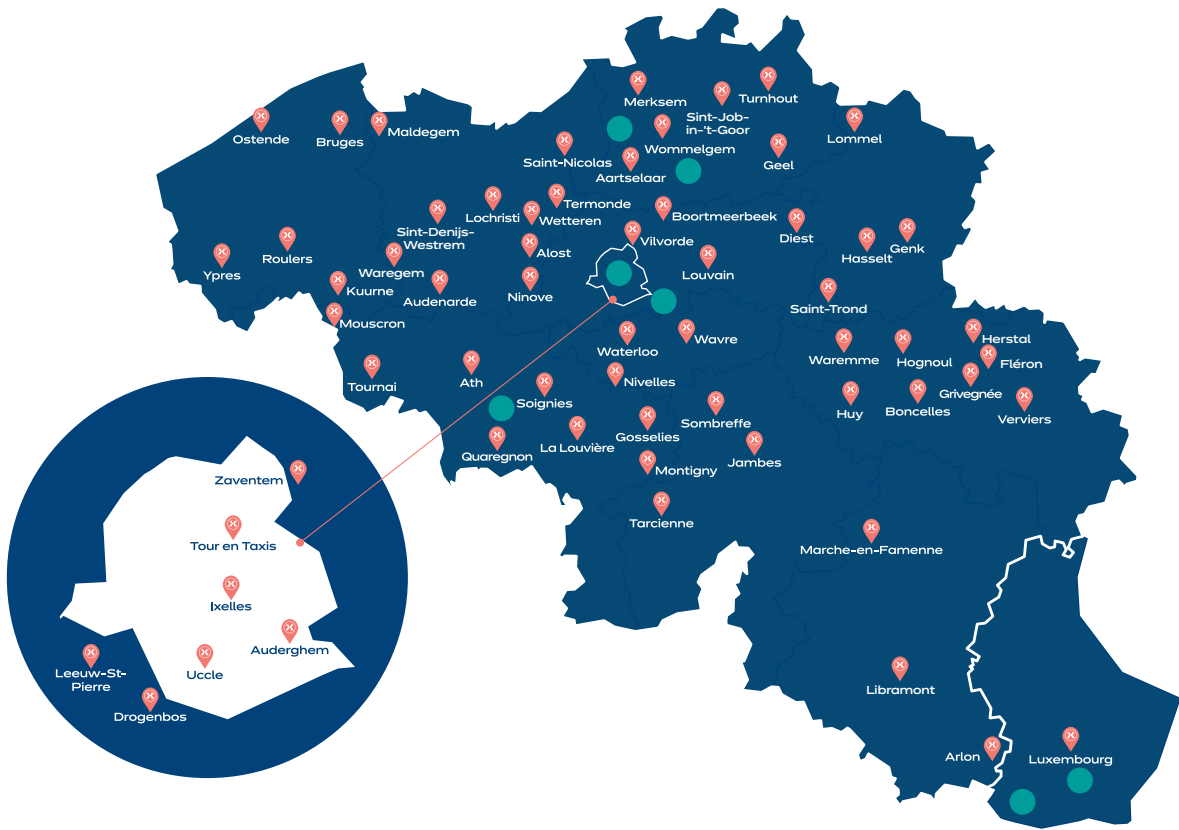 Merksem
Turnhout
Sint-Job-
in-'t-Goor
Ostende
Bruges
Maldegem
Lommel
Wommelgem
Saint-Nicolas
Geel
Aartselaar
Termonde
Lochristi
Wetteren
Boortmeerbeek
Sint-Denijs-
Westrem
Diest
Genk
Vilvorde
Hasselt
Alost
Roulers
Ypres
Waregem
Louvain
Kuurne
Audenarde
Ninove
Saint-Trond
Mouscron
Waterloo
Wavre
Herstal
Waremme
Hognoul
Fléron
Tournai
Ath
Nivelles
Grivegnée
Soignies
Huy
Boncelles
Verviers
Sombreffe
Gosselies
La Louvière
Quaregnon
Jambes
Montigny
Zaventem
Tarcienne
Tour en Taxis
Marche-en-Famenne
Ixelles
Auderghem
Leeuw-St-
Pierre
Uccle
Libramont
Drogenbos
Arlon
Luxembourg